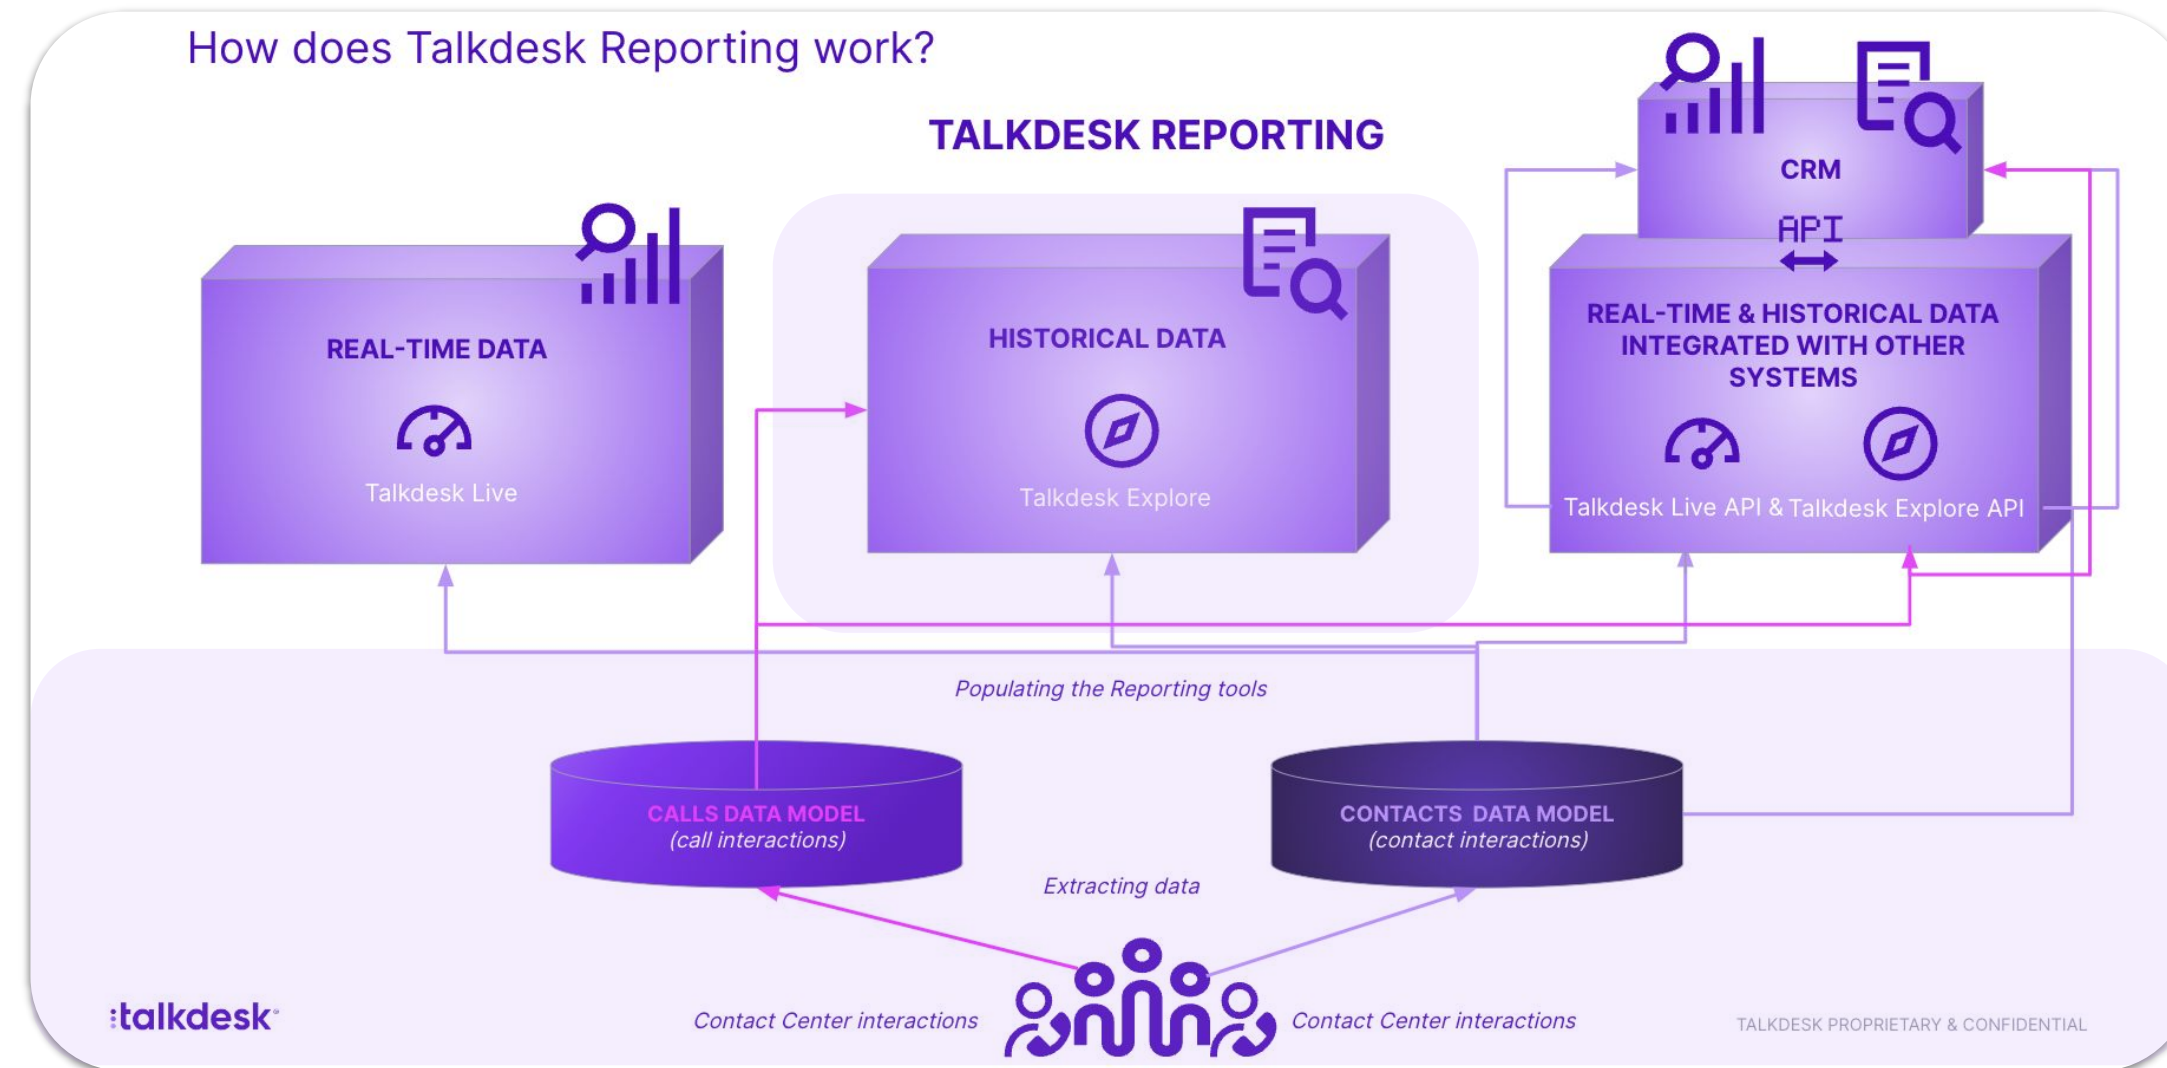 How does Talkdesk Reporting work?
TALKDESK REPORTING
CRM
API
REAL-TIME DATA
Talkdesk Live
HISTORICAL DATA
Talkdesk Explore
REAL-TIME & HISTORICAL DATA
INTEGRATED WITH OTHER
SYSTEMS
Talkdesk Live API & Talkdesk Explore API
Populating the Reporting tools
CALLS DATA MODEL
(call interactions)
CONTACTS DATA MODEL
(contact interactions)
Extracting data
Contact Center interactions
Contact Center interactions
:talkdesk®
TALKDESK PROPRIETARY & CONFIDENTIAL